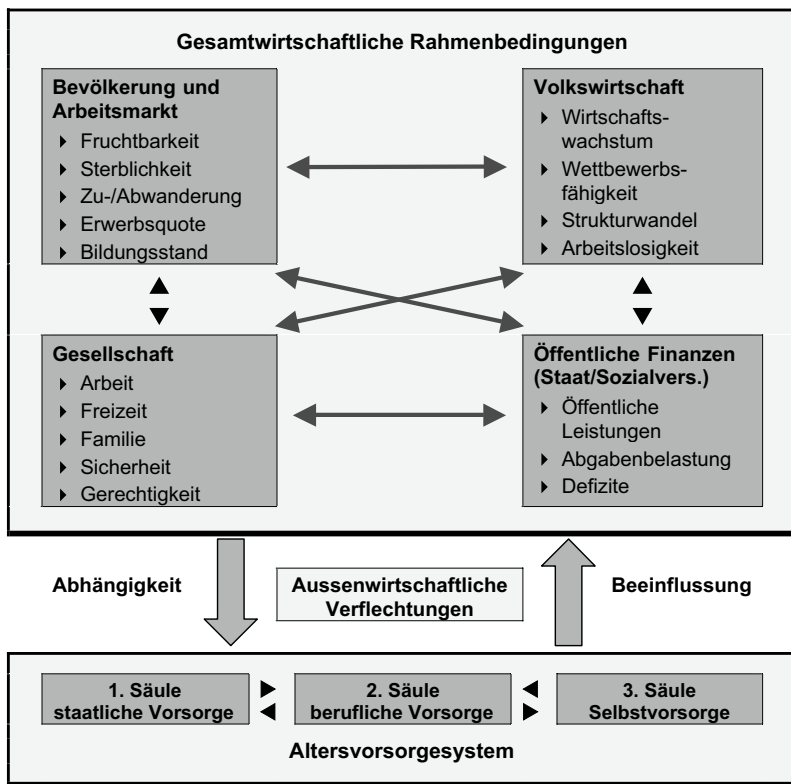 Gesamtwirtschaftliche Rahmenbedingungen
Bevölkerung und
Arbeitsmarkt
Fruchtbarkeit
Sterblichkeit
Zu-/Abwanderung
Erwerbsquote
Bildungsstand
Volkswirtschaft
Wirtschafts-
wachstum
Wettbewerbs-
fähigkeit
Strukturwandel
Arbeitslosigkeit
Gesellschaft
Arbeit
Freizeit
Familie
Sicherheit
Gerechtigkeit
Öffentliche Finanzen
(Staat/Sozialvers.)
Öffentliche
Leistungen
Abgabenbelastung
Defizite
Abhängigkeit
Aussenwirtschaftliche
Verflechtungen
Beeinflussung
1. Säule
staatliche Vorsorge
2. Säule
berufliche Vorsorge
3. Säule
Selbstvorsorge
Altersvorsorgesystem